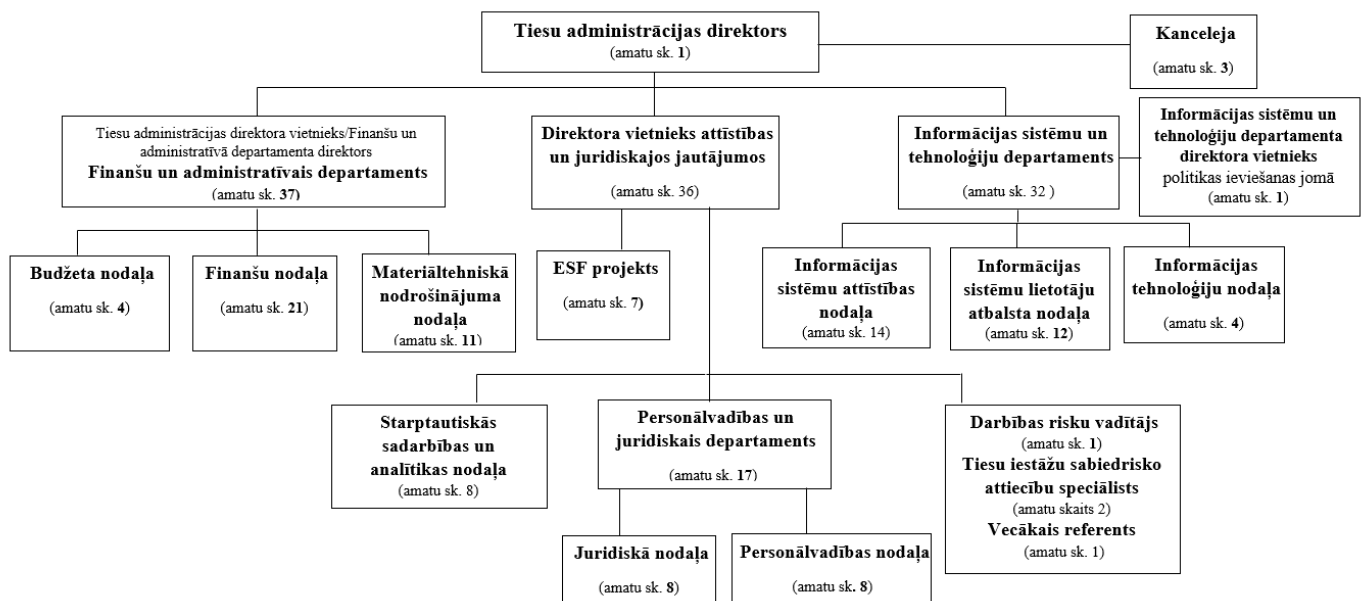 Tiesu administrācijas direktors
(amatu sk. 1)
Kanceleja
(amatu sk. 3)
Tiesu administrācijas direktora vietnieks/Finanšu un
administratīvā departamenta direktors
Finanšu un administratīvais departaments
(amatu sk. 37)
Direktora vietnieks attīstības
un juridiskajos jautājumos
(amatu sk. 36)
Informācijas sistēmu un
tehnoloģiju departaments
(amatu sk. 32 )
Informācijas sistēmu un
tehnoloģiju departamenta
direktora vietnieks
politikas ieviešanas jomā
(amatu sk. 1)
Budžeta nodaļa
(amatu sk. 4)
Finanšu nodaļa
(amatu sk. 21)
Materiāltehniskā
nodrošinājuma
nodaļa
(amatu sk. 11)
ESF projekts
(amatu sk. 7)
Informācijas
sistēmu attīstības
nodaļa
(amatu sk. 14)
Informācijas
sistēmu lietotāju
atbalsta nodaļa
(amatu sk. 12)
Informācijas
tehnoloģiju nodaļa
(amatu sk. 4)
Starptautiskās
sadarbības un
analītikas nodaļa
(amatu sk. 8)
Personālvadības un
juridiskais departaments
(amatu sk. 17)
Darbības risku vadītājs
(amatu sk. 1)
Tiesu iestāžu sabiedrisko
attiecību speciālists
(amatu skaits 2)
Vecākais referents
(amatu sk. 1)
Juridiskā nodaļa
(amatu sk. 8)
Personālvadības nodaļa
(amatu sk. 8)